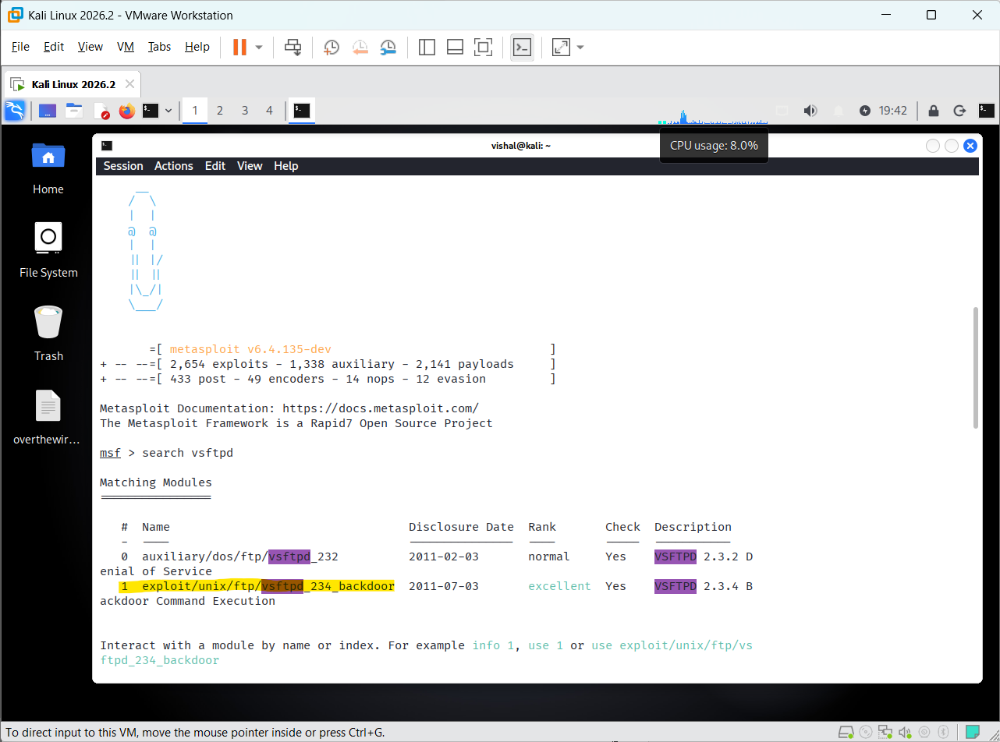 Kali Linux 2026.2 - VMware Workstation
File Edit View VM Tabs Help
Kali Linux 2026.2
1 2 3 4 19:42
CPU usage: 8.0%
vishal@kali: ~
Session Actions Edit View Help
Home
File System
Trash
overthewir...
__
/  \
|  |
@  @
|  |
||  |/
||  ||
|\_/|
\___/
=[ metasploit v6.4.135-dev ]
+ -- --=[ 2,654 exploits - 1,338 auxiliary - 2,141 payloads ]
+ -- --=[ 433 post - 49 encoders - 14 nops - 12 evasion ]
Metasploit Documentation: https://docs.metasploit.com/
The Metasploit Framework is a Rapid7 Open Source Project
msf > search vsftpd
Matching Modules
================
# Name Disclosure Date Rank Check Description
- ---- --------------- ---- ----- -----------
0 auxiliary/dos/ftp/vsftpd_232 2011-02-03 normal Yes VSFTPD 2.3.2 D
enial of Service
1 exploit/unix/ftp/vsftpd_234_backdoor 2011-07-03 excellent Yes VSFTPD 2.3.4 B
ackdoor Command Execution
Interact with a module by name or index. For example info 1, use 1 or use exploit/unix/ftp/vs
ftpd_234_backdoor
To direct input to this VM, move the mouse pointer inside or press Ctrl+G.